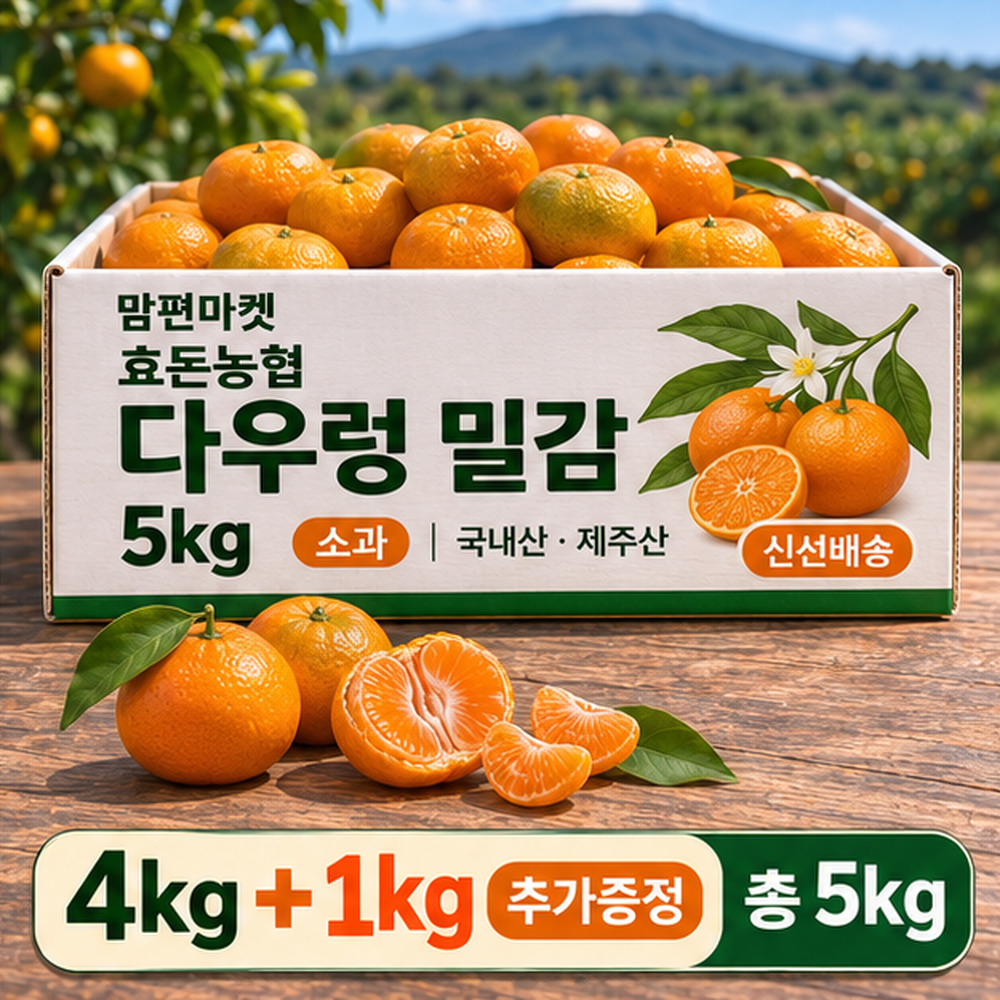 맘편마켓
효돈농협
다우렁 밀감
5kg 소과 | 국내산 · 제주산
신선배송
4kg + 1kg 추가증정 총 5kg